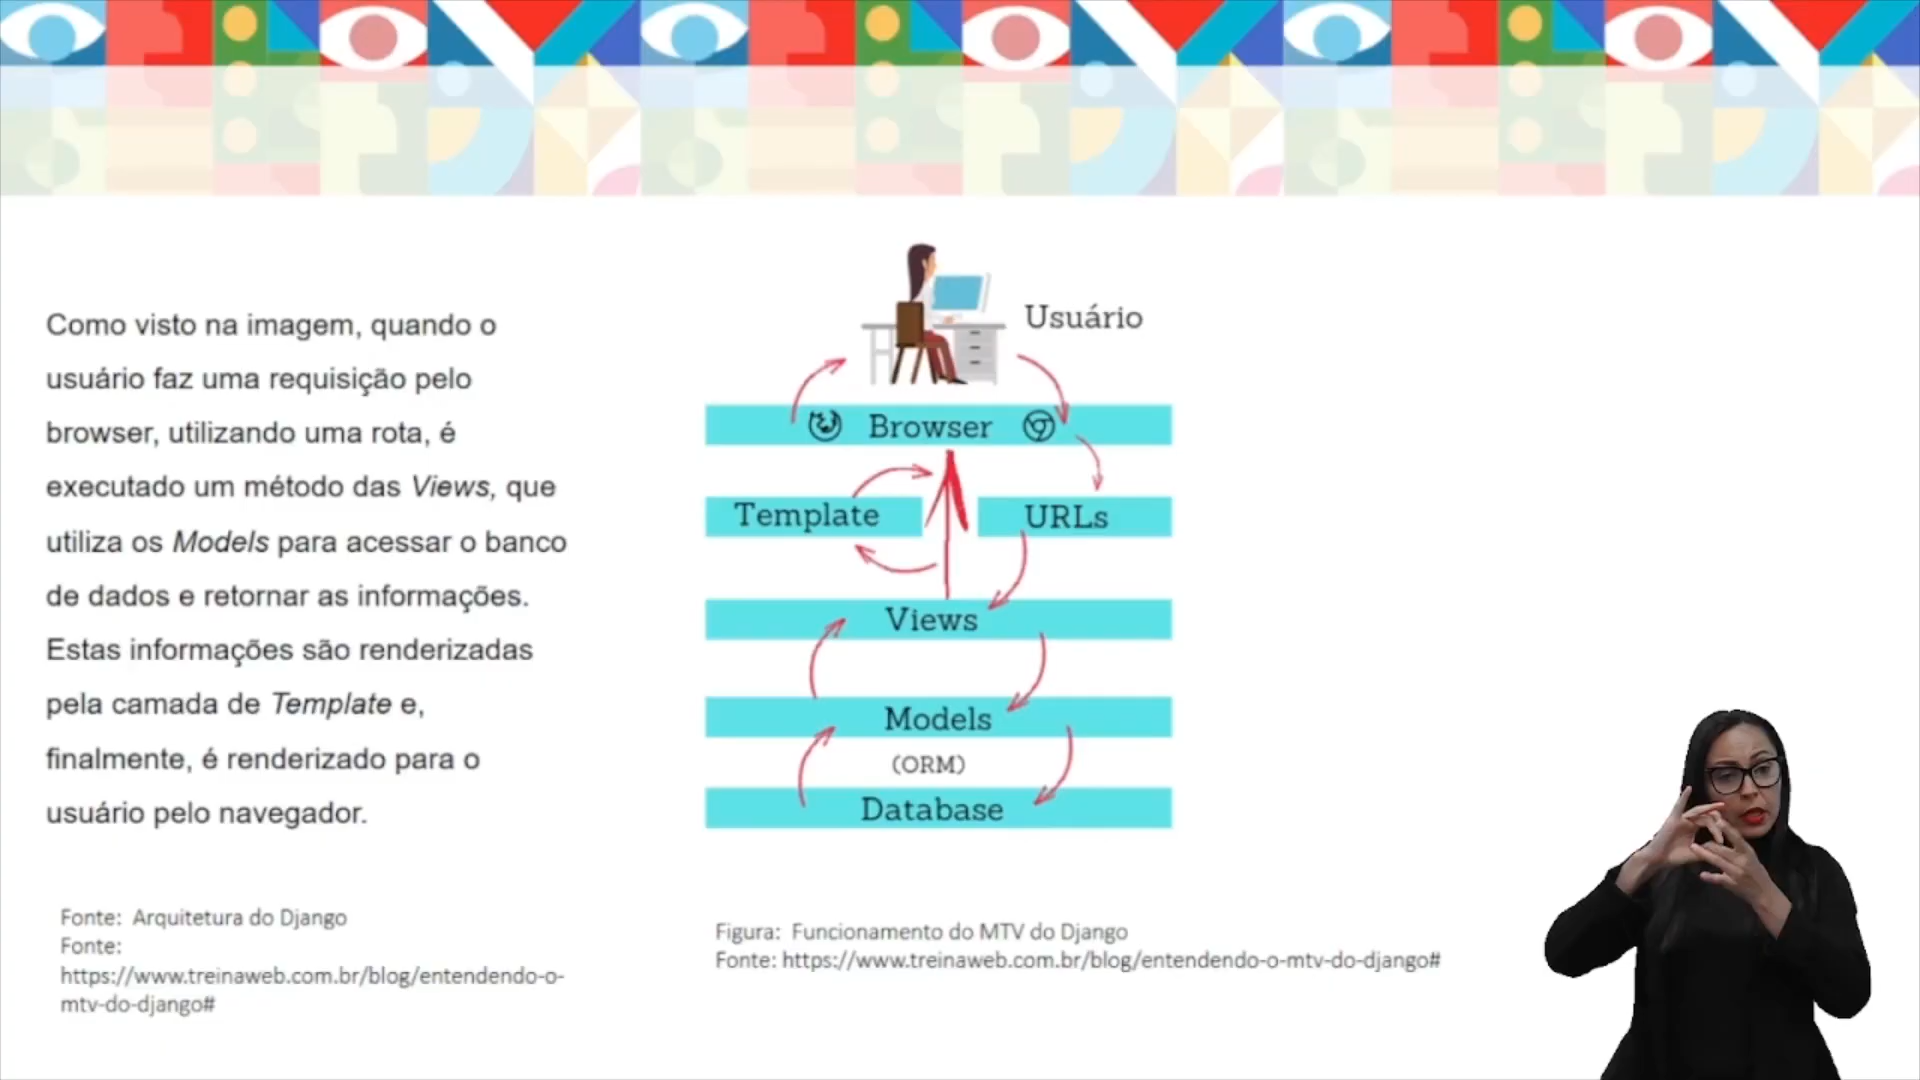 Como visto na imagem, quando o
usuário faz uma requisição pelo
browser, utilizando uma rota, é
executado um método das Views, que
utiliza os Models para acessar o banco
de dados e retornar as informações.
Estas informações são renderizadas
pela camada de Template e,
finalmente, é renderizado para o
usuário pelo navegador.
Fonte: Arquitetura do Django
Fonte:
https://www.treinaweb.com.br/blog/entendendo-o-
mtv-do-django#
Usuário
Browser
Template
URLs
Views
Models
(ORM)
Database
Figura: Funcionamento do MTV do Django
Fonte: https://www.treinaweb.com.br/blog/entendendo-o-mtv-do-django#